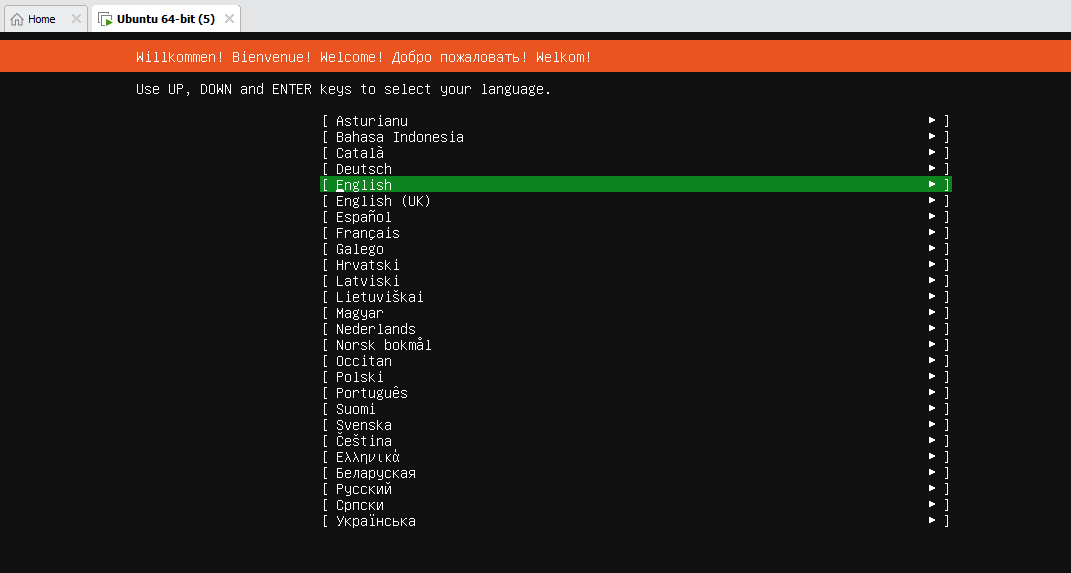 Home
Ubuntu 64-bit (5)
Willkommen! Bienvenue! Welcome! Добро пожаловать! Welkom!
Use UP, DOWN and ENTER keys to select your language.
[ Asturianu ► ]
[ Bahasa Indonesia ► ]
[ Català ► ]
[ Deutsch ► ]
[ English ► ]
[ English (UK) ► ]
[ Español ► ]
[ Français ► ]
[ Galego ► ]
[ Hrvatski ► ]
[ Latviski ► ]
[ Lietuviškai ► ]
[ Magyar ► ]
[ Nederlands ► ]
[ Norsk bokmål ► ]
[ Occitan ► ]
[ Polski ► ]
[ Português ► ]
[ Suomi ► ]
[ Svenska ► ]
[ Čeština ► ]
[ Ελληνικά ► ]
[ Беларуская ► ]
[ Русский ► ]
[ Српски ► ]
[ Українська ► ]